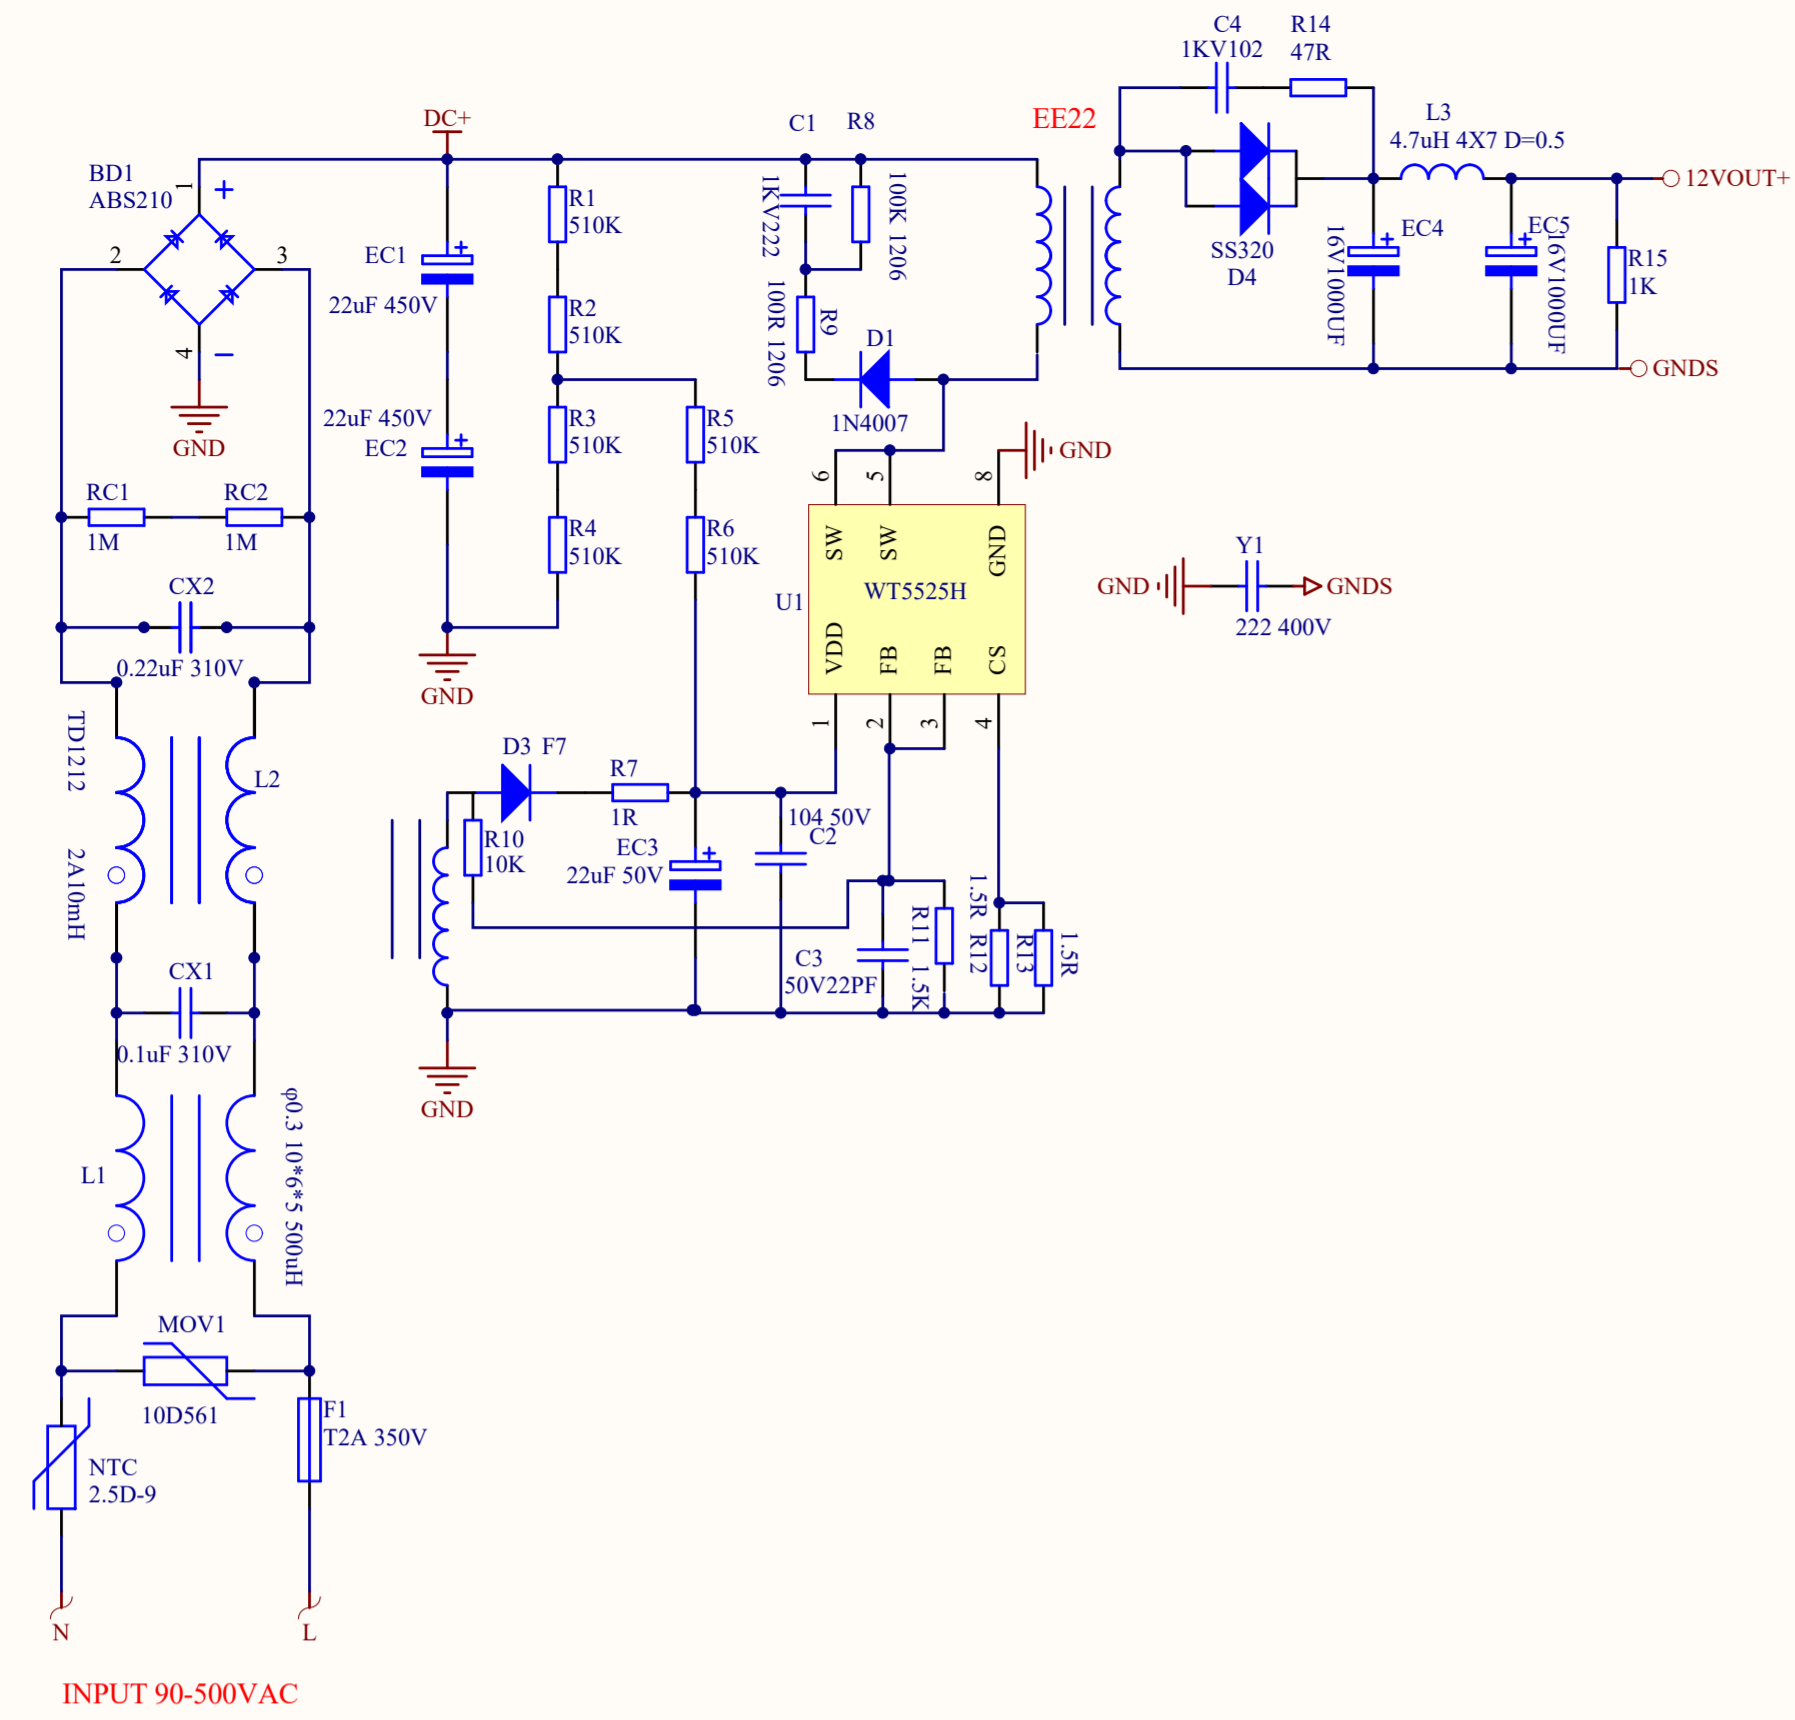 C4
1KV102
R14
47R
EE22
L3
4.7uH 4X7 D=0.5
DC+
C1
R8
BD1
ABS210
1
+
2
3
4
−
GND
1KV222
100K 1206
R1
510K
EC1
+
22uF 450V
R2
510K
100R 1206
R9
D1
1N4007
SS320
D4
12VOUT+
16V1000UF
+
EC4
+
EC5
16V1000UF
R15
1K
GNDS
22uF 450V
EC2
+
R3
510K
R5
510K
R4
510K
R6
510K
GND
RC1
1M
RC2
1M
CX2
0.22uF 310V
6
5
8
GND
SW
SW
GND
WT5525H
U1
VDD
FB
FB
CS
1
2
3
4
Y1
GND
GNDS
222 400V
TD1212
2A10mH
L2
D3 F7
R7
1R
R10
10K
EC3
+
22uF 50V
104 50V
C2
C3
50V22PF
R11
1.5K
1.5R
R12
R13
1.5R
GND
CX1
0.1uF 310V
L1
φ0.3 10*6*5 500uH
MOV1
10D561
F1
T2A 350V
NTC
2.5D-9
N
L
INPUT 90-500VAC